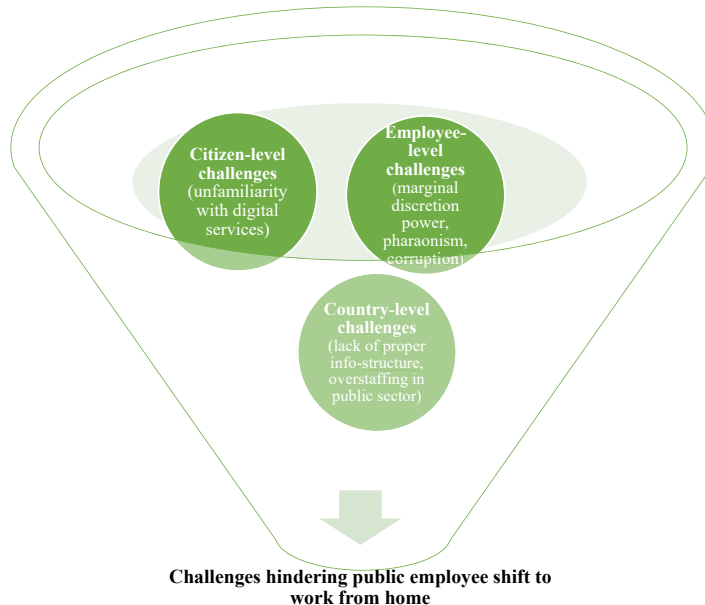 Citizen-level
challenges
(unfamiliarity
with digital
services)
Employee-
level
challenges
(marginal
discretion
power,
pharaonism,
corruption)
Country-level
challenges
(lack of proper
info-structure,
overstaffing in
public sector)
Challenges hindering public employee shift to
work from home